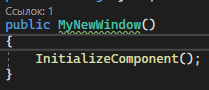 Ссылок: 1
public MyNewWindow()
{
InitializeComponent();
}